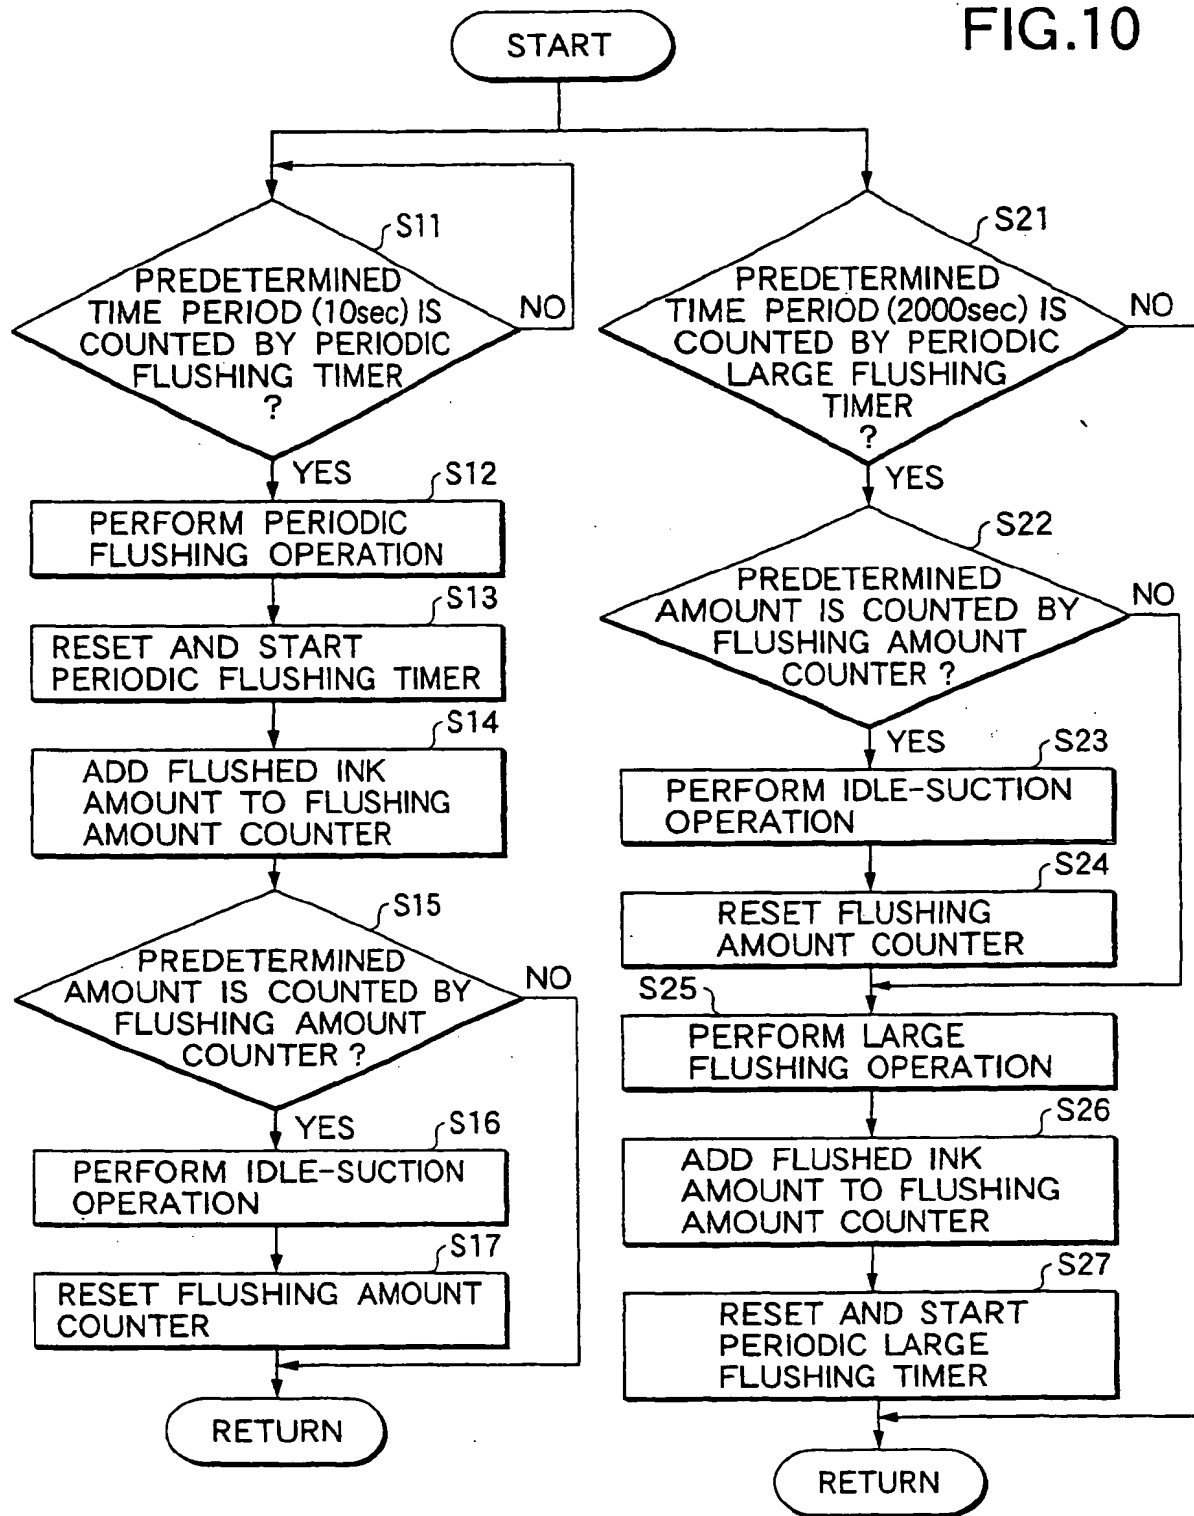 FIG.10
START
S11
PREDETERMINED
TIME PERIOD (10sec) IS
COUNTED BY PERIODIC
FLUSHING TIMER
?
NO
YES
S12
PERFORM PERIODIC
FLUSHING OPERATION
S13
RESET AND START
PERIODIC FLUSHING TIMER
S14
ADD FLUSHED INK
AMOUNT TO FLUSHING
AMOUNT COUNTER
S15
PREDETERMINED
AMOUNT IS COUNTED BY
FLUSHING AMOUNT
COUNTER ?
NO
YES
S16
PERFORM IDLE-SUCTION
OPERATION
S17
RESET FLUSHING AMOUNT
COUNTER
RETURN
S21
PREDETERMINED
TIME PERIOD (2000sec) IS
COUNTED BY PERIODIC
LARGE FLUSHING
TIMER
?
NO
YES
S22
PREDETERMINED
AMOUNT IS COUNTED BY
FLUSHING AMOUNT
COUNTER ?
NO
YES
S23
PERFORM IDLE-SUCTION
OPERATION
S24
RESET FLUSHING
AMOUNT COUNTER
S25
PERFORM LARGE
FLUSHING OPERATION
S26
ADD FLUSHED INK
AMOUNT TO FLUSHING
AMOUNT COUNTER
S27
RESET AND START
PERIODIC LARGE
FLUSHING TIMER
RETURN